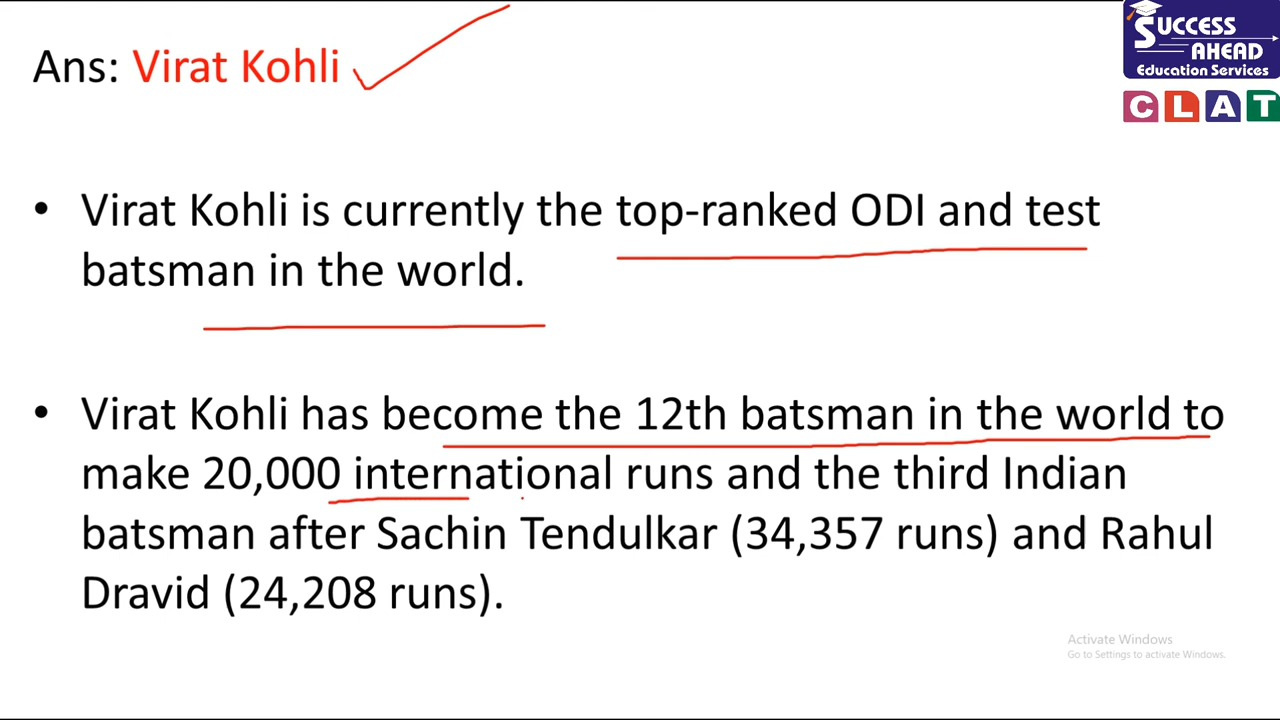 SUCCESS
AHEAD
Education Services
CLAT
Ans: Virat Kohli
• Virat Kohli is currently the top-ranked ODI and test
batsman in the world.
• Virat Kohli has become the 12th batsman in the world to
make 20,000 international runs and the third Indian
batsman after Sachin Tendulkar (34,357 runs) and Rahul
Dravid (24,208 runs).
Activate Windows
Go to Settings to activate Windows.